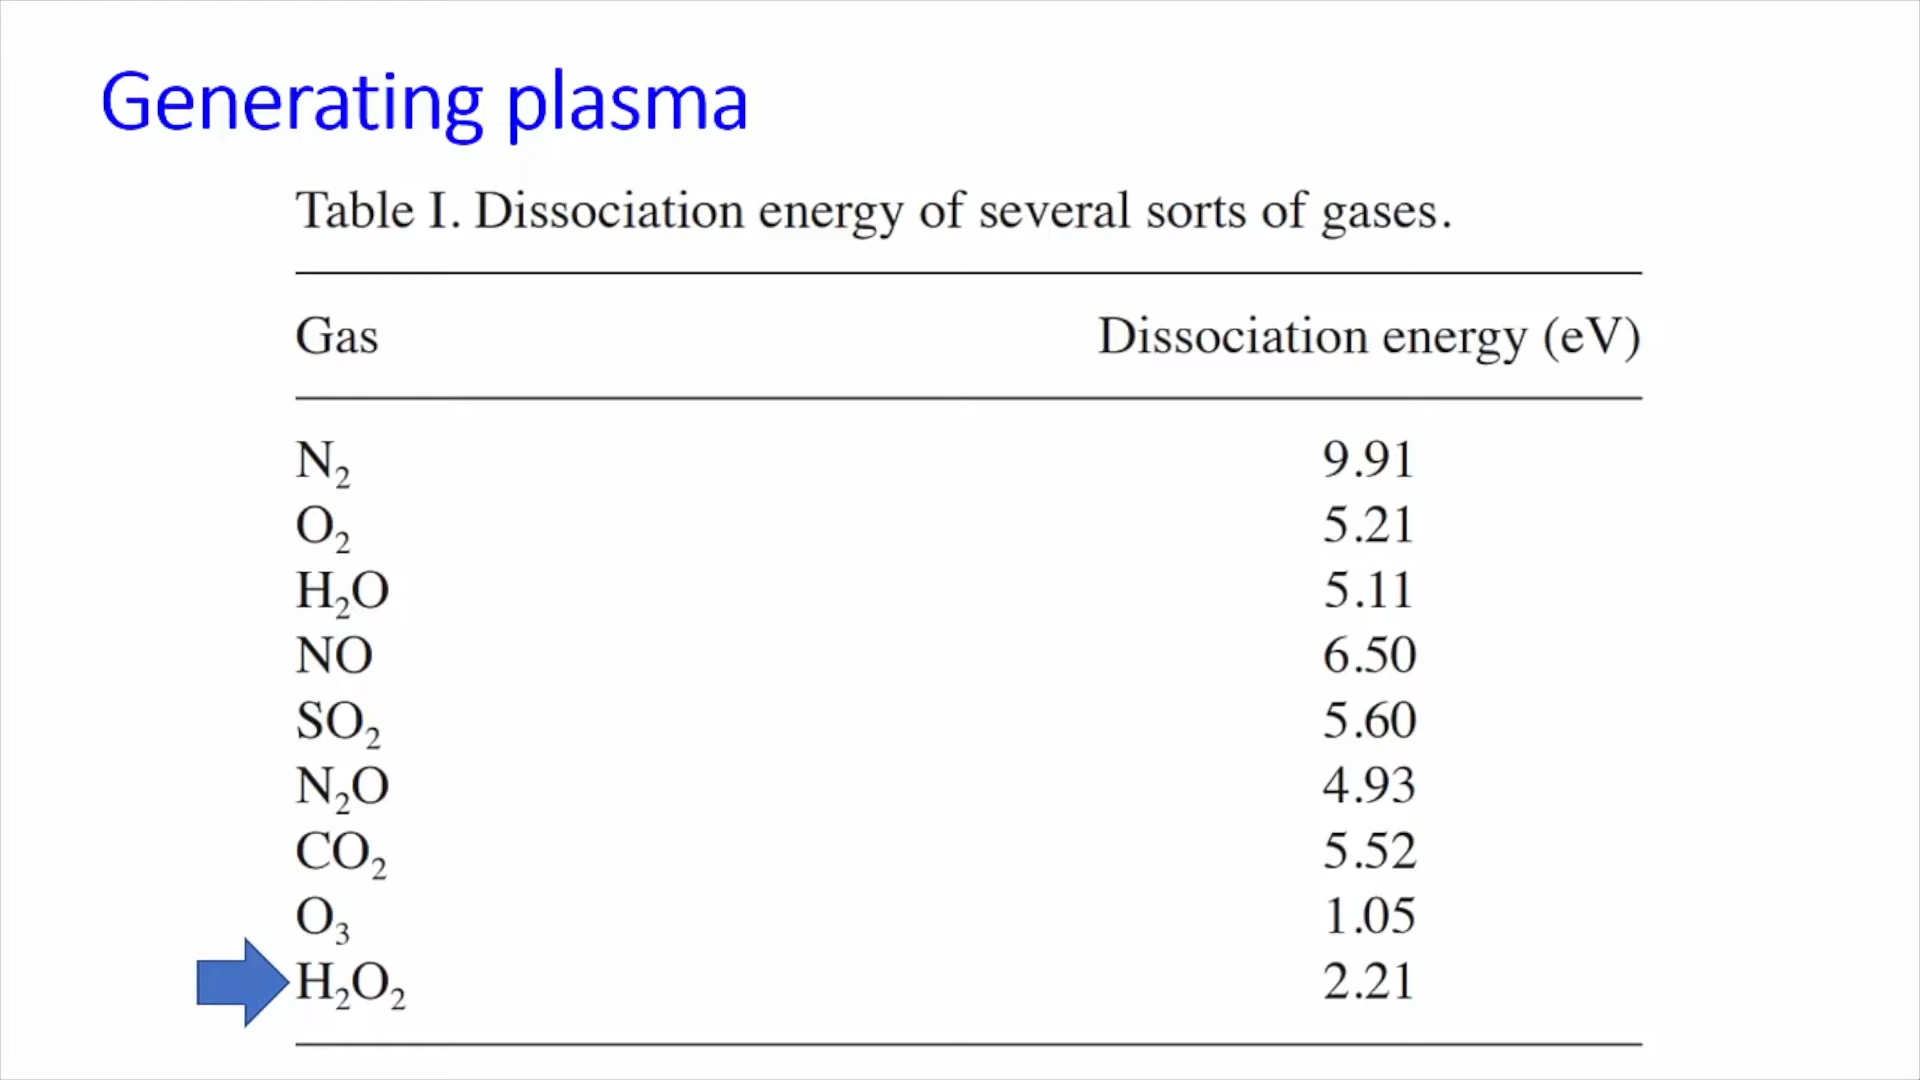 Generating plasma
Table I. Dissociation energy of several sorts of gases.
Gas Dissociation energy (eV)
N₂ 9.91
O₂ 5.21
H₂O 5.11
NO 6.50
SO₂ 5.60
N₂O 4.93
CO₂ 5.52
O₃ 1.05
H₂O₂ 2.21